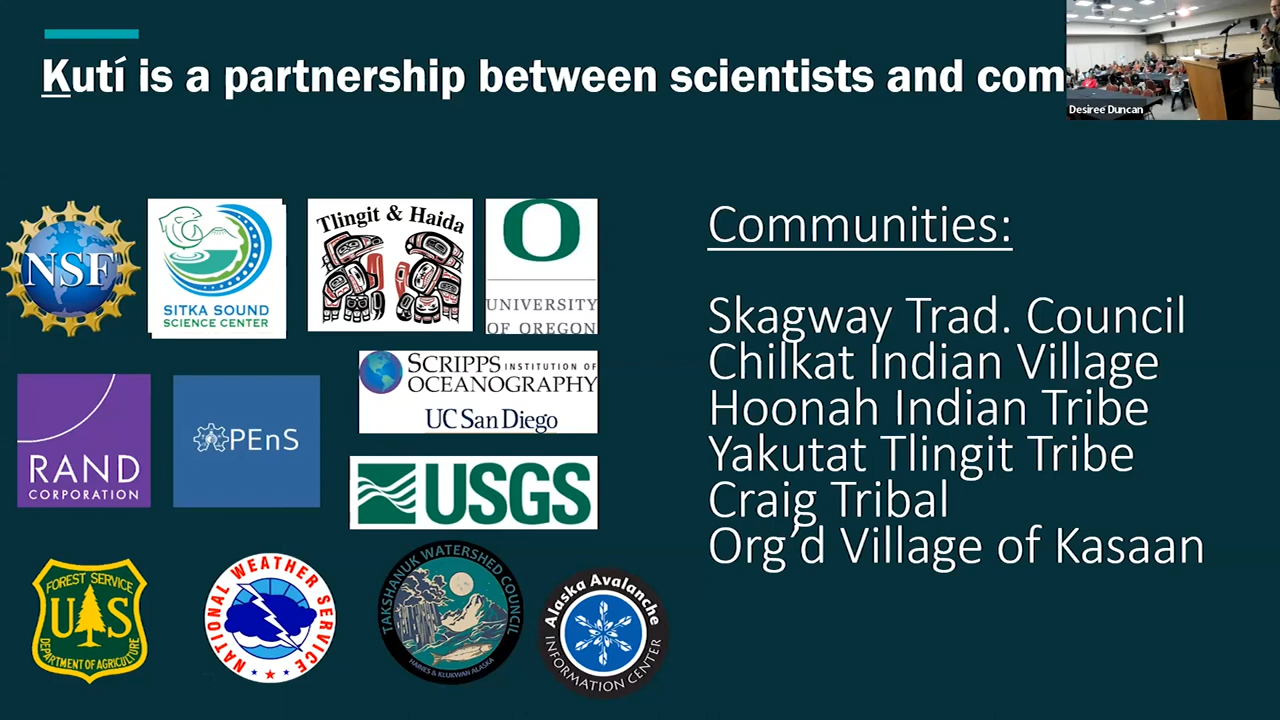 Kutí is a partnership between scientists and com
Desiree Duncan
NSF
SITKA SOUND
SCIENCE CENTER
Tlingit & Haida
O
UNIVERSITY
OF OREGON
SCRIPPS INSTITUTION OF
OCEANOGRAPHY
UC San Diego
RAND
CORPORATION
OPEnS
USGS
FOREST SERVICE
U S
DEPARTMENT OF AGRICULTURE
NATIONAL WEATHER SERVICE
TAKSHANUK WATERSHED COUNCIL
HAINES & KLUKWAN ALASKA
Alaska Avalanche
INFORMATION CENTER
Communities:
Skagway Trad. Council
Chilkat Indian Village
Hoonah Indian Tribe
Yakutat Tlingit Tribe
Craig Tribal
Org’d Village of Kasaan